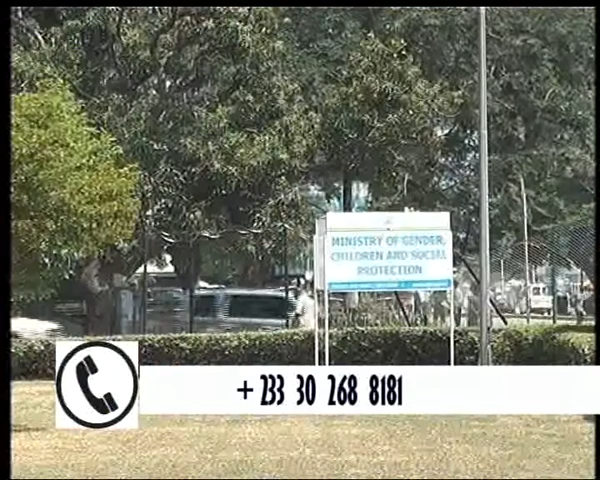 MINISTRY OF GENDER,
CHILDREN AND SOCIAL
PROTECTION
+ 233 30 268 8181